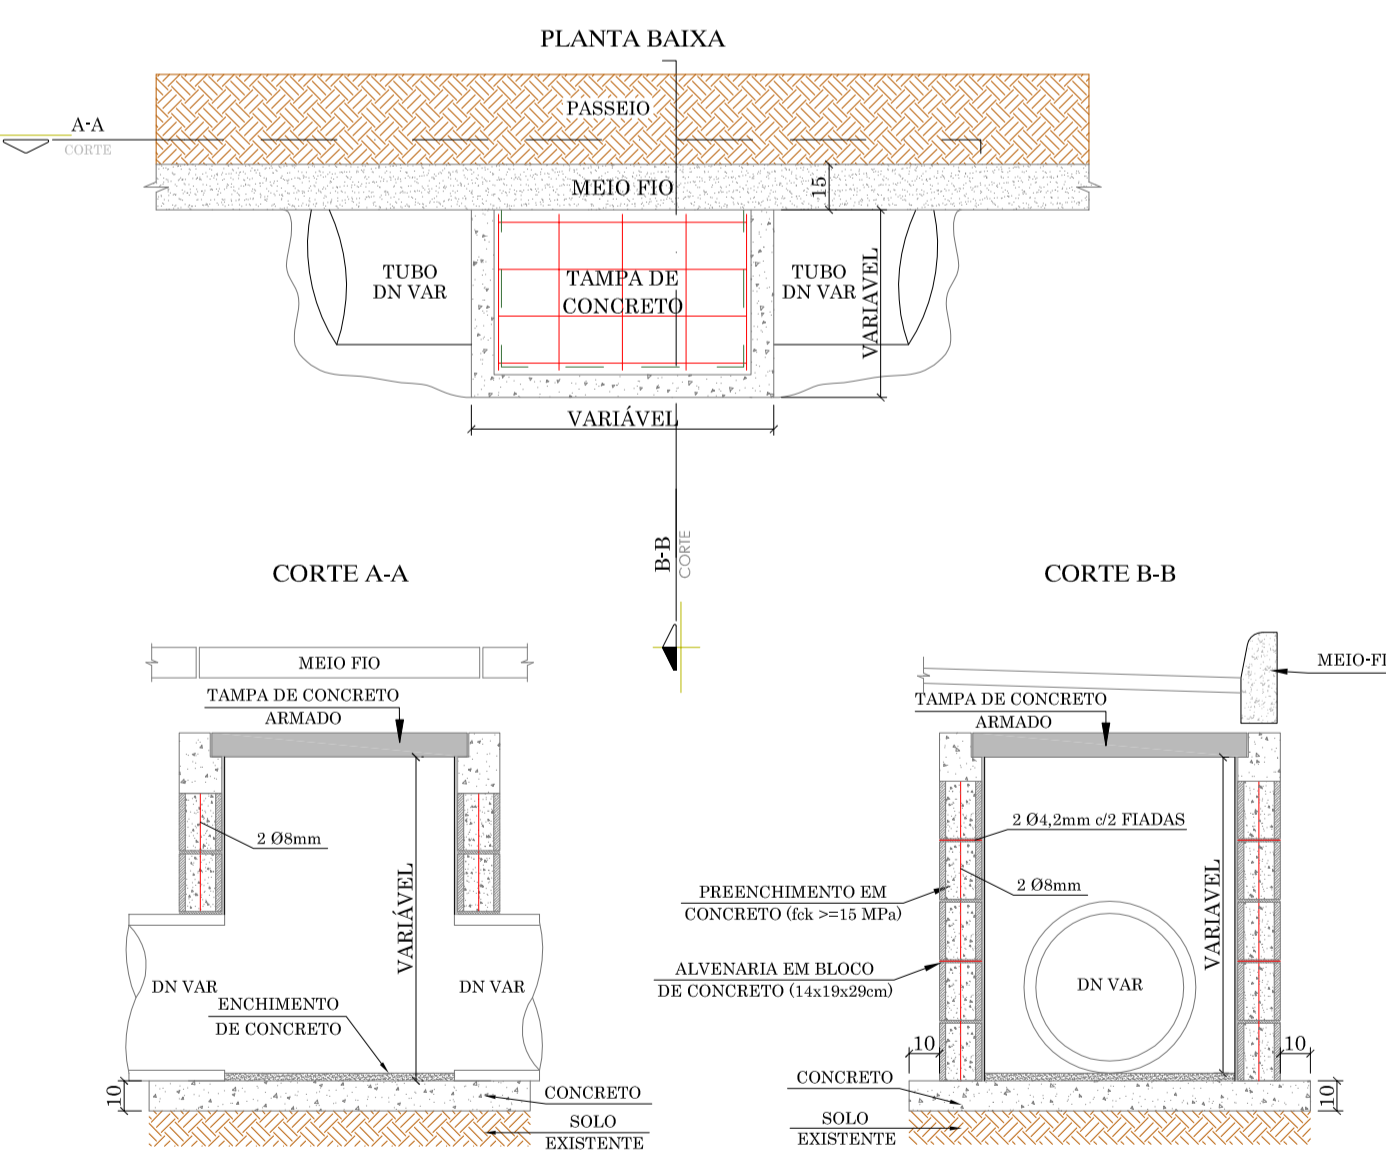 PLANTA BAIXA
PASSEIO
A-A
CORTE
MEIO FIO
15
TUBO
DN VAR
TAMPA DE
CONCRETO
TUBO
DN VAR
VARIAVEL
VARIÁVEL
B-B
CORTE
CORTE A-A
MEIO FIO
TAMPA DE CONCRETO
ARMADO
2 Ø8mm
VARIÁVEL
DN VAR
DN VAR
ENCHIMENTO
DE CONCRETO
10
CONCRETO
SOLO
EXISTENTE
CORTE B-B
MEIO-FI
TAMPA DE CONCRETO
ARMADO
2 Ø4,2mm c/2 FIADAS
2 Ø8mm
PREENCHIMENTO EM
CONCRETO (fck >=15 MPa)
VARIAVEL
ALVENARIA EM BLOCO
DE CONCRETO (14x19x29cm)
DN VAR
10
10
CONCRETO
10
SOLO
EXISTENTE